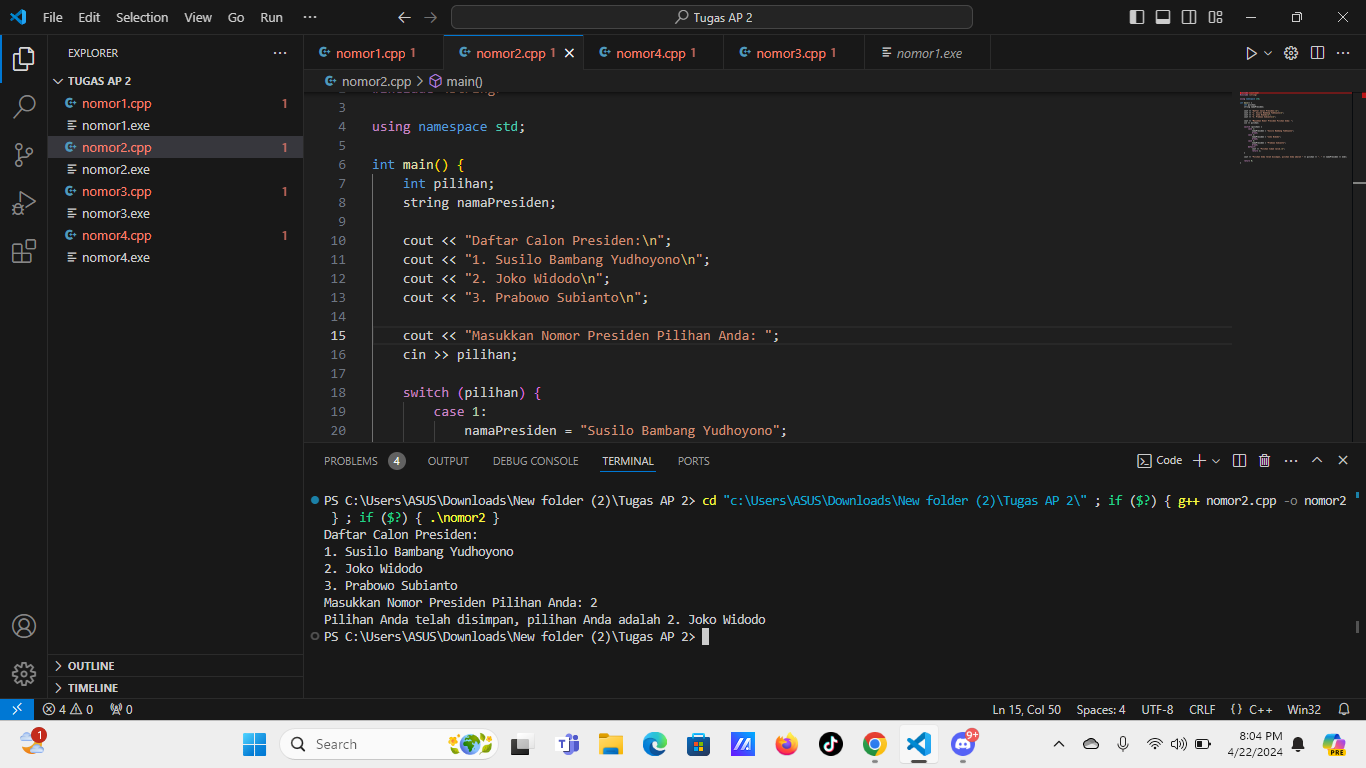 File Edit Selection View Go Run ··· Tugas AP 2
EXPLORER ···
TUGAS AP 2
nomor1.cpp 1
nomor1.exe
nomor2.cpp 1
nomor2.exe
nomor3.cpp 1
nomor3.exe
nomor4.cpp 1
nomor4.exe
OUTLINE
TIMELINE
nomor1.cpp 1 nomor2.cpp 1 nomor4.cpp 1 nomor3.cpp 1 nomor1.exe
nomor2.cpp > main()
3
4 using namespace std;
5
6 int main() {
7 int pilihan;
8 string namaPresiden;
9
10 cout << "Daftar Calon Presiden:\n";
11 cout << "1. Susilo Bambang Yudhoyono\n";
12 cout << "2. Joko Widodo\n";
13 cout << "3. Prabowo Subianto\n";
14
15 cout << "Masukkan Nomor Presiden Pilihan Anda: ";
16 cin >> pilihan;
17
18 switch (pilihan) {
19 case 1:
20 namaPresiden = "Susilo Bambang Yudhoyono";
PROBLEMS 4 OUTPUT DEBUG CONSOLE TERMINAL PORTS Code
PS C:\Users\ASUS\Downloads\New folder (2)\Tugas AP 2> cd "c:\Users\ASUS\Downloads\New folder (2)\Tugas AP 2\" ; if ($?) { g++ nomor2.cpp -o nomor2
} ; if ($?) { .\nomor2 }
Daftar Calon Presiden:
1. Susilo Bambang Yudhoyono
2. Joko Widodo
3. Prabowo Subianto
Masukkan Nomor Presiden Pilihan Anda: 2
Pilihan Anda telah disimpan, pilihan Anda adalah 2. Joko Widodo
PS C:\Users\ASUS\Downloads\New folder (2)\Tugas AP 2>
4 0 0 Ln 15, Col 50 Spaces: 4 UTF-8 CRLF {} C++ Win32
1 Search 9+ 8:04 PM PRE
4/22/2024